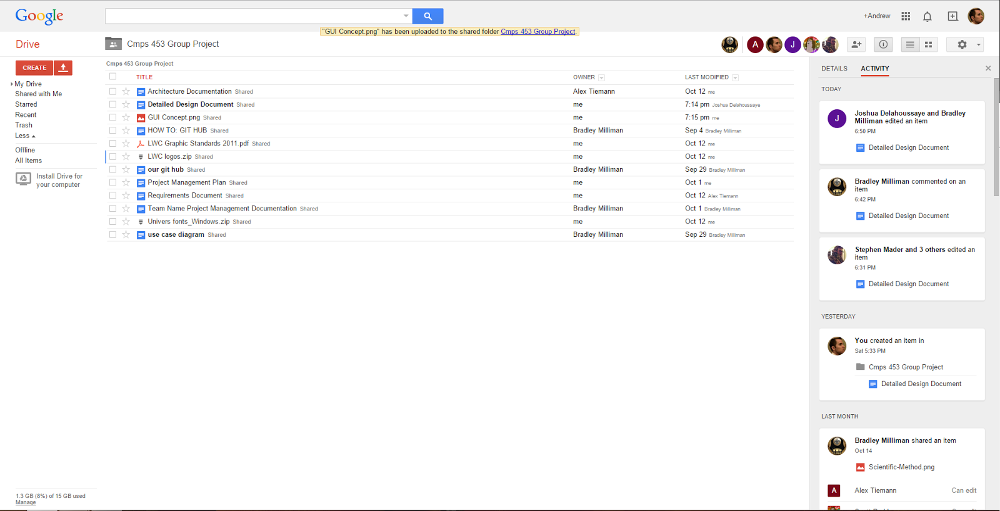 Google
+Andrew
"GUI Concept.png" has been uploaded to the shared folder Cmps 453 Group Project.
Drive
Cmps 453 Group Project
A
J
CREATE
My Drive
Shared with Me
Starred
Recent
Trash
Less
Offline
All Items
Install Drive for
your computer
1.3 GB (8%) of 15 GB used
Manage
Cmps 453 Group Project
TITLE OWNER LAST MODIFIED
Architecture Documentation Shared Alex Tiemann Oct 12 me
Detailed Design Document Shared me 7:14 pm Joshua Delahoussaye
GUI Concept.png Shared me 7:15 pm me
HOW TO: GIT HUB Shared Bradley Milliman Sep 4 Bradley Milliman
LWC Graphic Standards 2011.pdf Shared me Oct 12 me
LWC logos.zip Shared me Oct 12 me
our git hub Shared Bradley Milliman Sep 29 Bradley Milliman
Project Management Plan Shared me Oct 1 me
Requirements Document Shared me Oct 12 Alex Tiemann
Team Name Project Management Documentation Shared Bradley Milliman Oct 1 Bradley Milliman
Univers fonts_Windows.zip Shared me Oct 12 me
use case diagram Shared Bradley Milliman Sep 29 Bradley Milliman
DETAILS ACTIVITY
TODAY
J
Joshua Delahoussaye and Bradley
Milliman edited an item
6:50 PM
Detailed Design Document
Bradley Milliman commented on an
item
6:42 PM
Detailed Design Document
Stephen Mader and 3 others edited an
item
6:31 PM
Detailed Design Document
YESTERDAY
You created an item in
Sat 5:33 PM
Cmps 453 Group Project
Detailed Design Document
LAST MONTH
Bradley Milliman shared an item
Oct 14
Scientific-Method.png
A Alex Tiemann Can edit